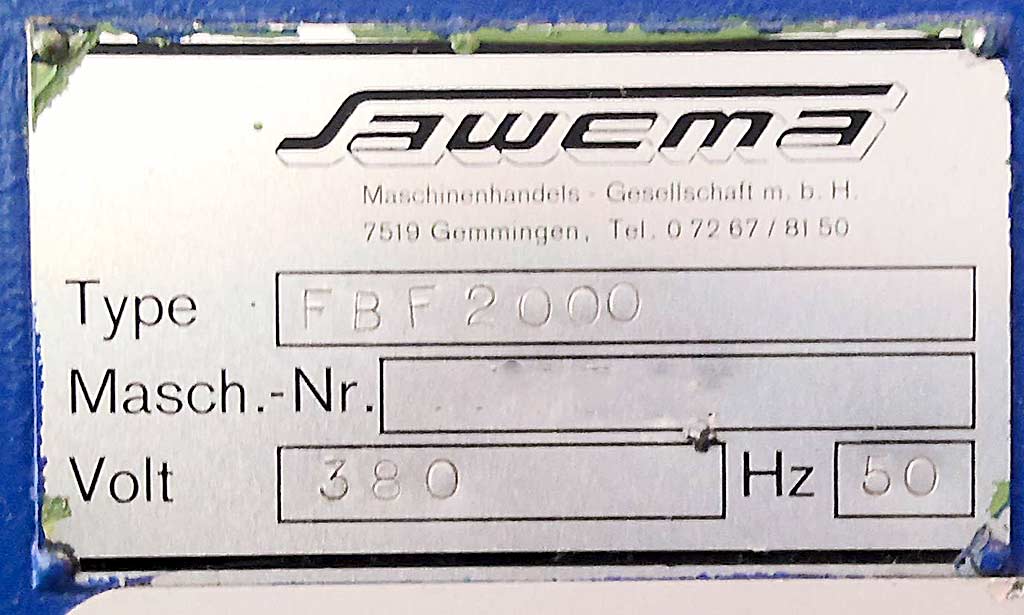 Sawema
Maschinenhandels - Gesellschaft m. b. H.
7519 Gemmingen, Tel. 0 72 67 / 81 50
Type FBF 2000
Masch.-Nr.
Volt 380 Hz 50